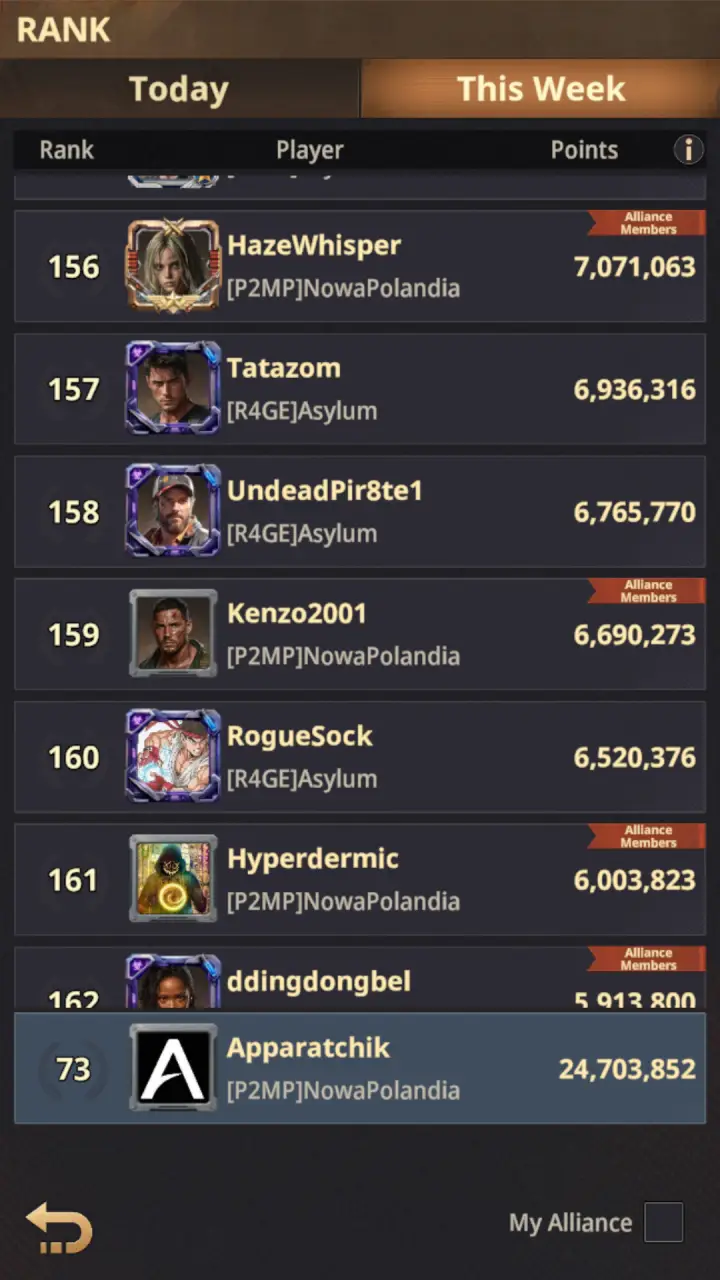 RANK
Today
This Week
Rank
Player
Points
156
HazeWhisper
[P2MP]NowaPolandia
Alliance
Members
7,071,063
157
Tatazom
[R4GE]Asylum
6,936,316
158
UndeadPir8te1
[R4GE]Asylum
6,765,770
159
Kenzo2001
[P2MP]NowaPolandia
Alliance
Members
6,690,273
160
RogueSock
[R4GE]Asylum
6,520,376
161
Hyperdermic
[P2MP]NowaPolandia
Alliance
Members
6,003,823
162
ddingdongbel
Alliance
Members
5,913,800
73
Apparatchik
[P2MP]NowaPolandia
24,703,852
My Alliance